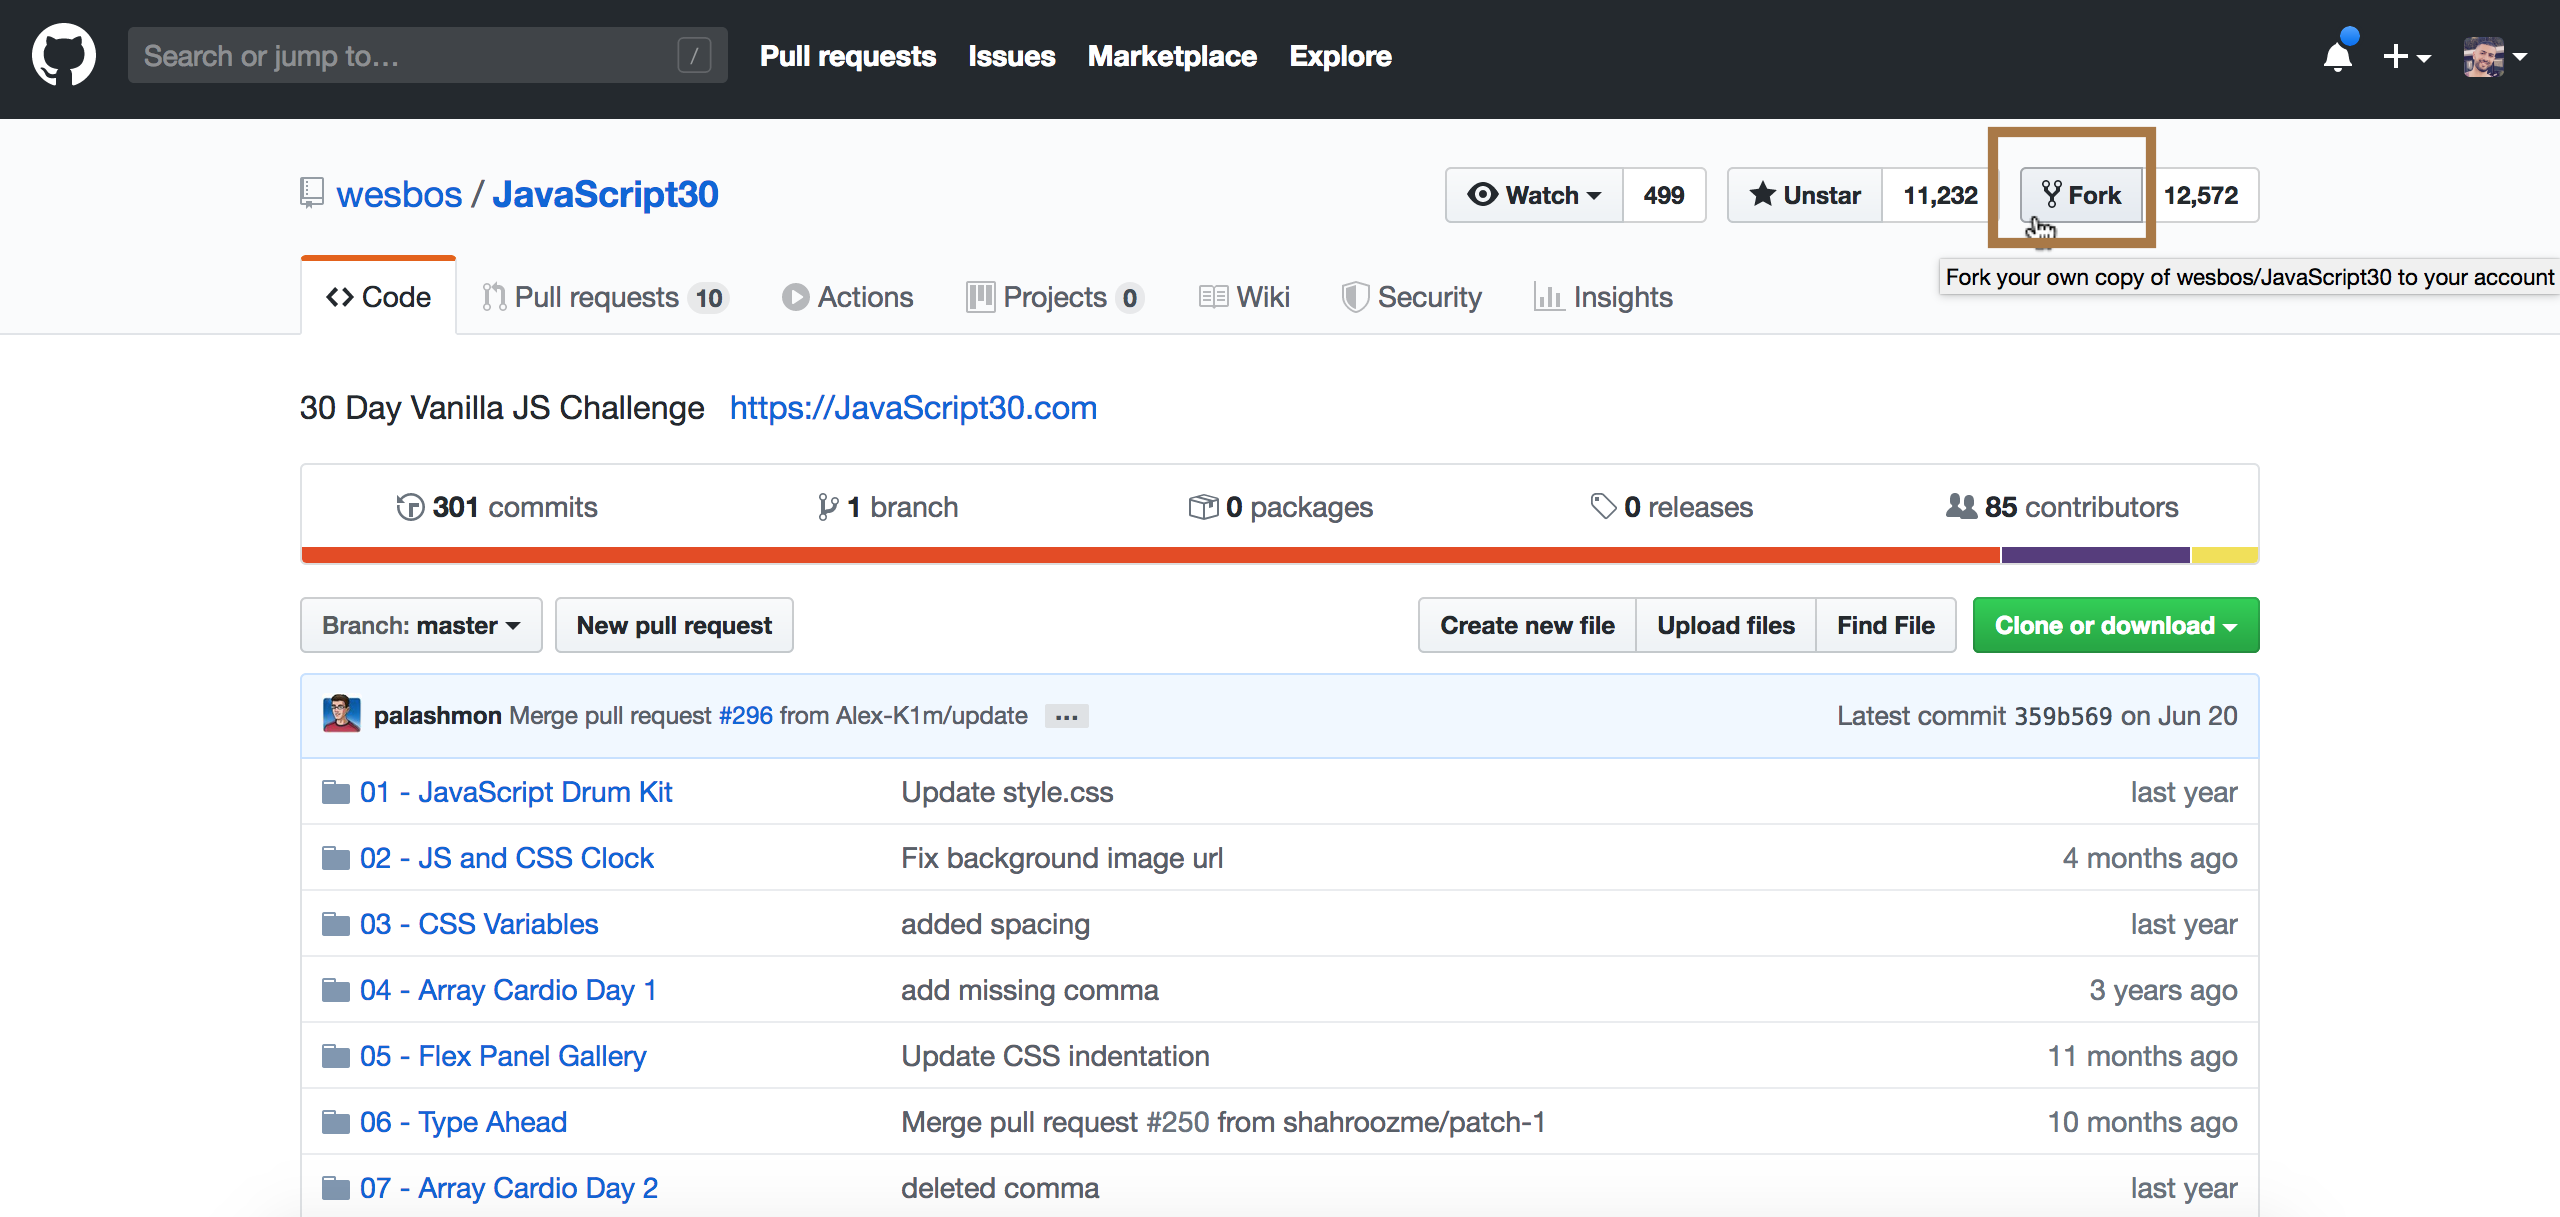 Search or jump to… / Pull requests Issues Marketplace Explore
wesbos / JavaScript30 Watch 499 Unstar 11,232 Fork 12,572
Fork your own copy of wesbos/JavaScript30 to your account
Code Pull requests 10 Actions Projects 0 Wiki Security Insights
30 Day Vanilla JS Challenge https://JavaScript30.com
301 commits 1 branch 0 packages 0 releases 85 contributors
Branch: master New pull request Create new file Upload files Find File Clone or download
palashmon Merge pull request #296 from Alex-K1m/update ... Latest commit 359b569 on Jun 20
01 - JavaScript Drum Kit Update style.css last year
02 - JS and CSS Clock Fix background image url 4 months ago
03 - CSS Variables added spacing last year
04 - Array Cardio Day 1 add missing comma 3 years ago
05 - Flex Panel Gallery Update CSS indentation 11 months ago
06 - Type Ahead Merge pull request #250 from shahroozme/patch-1 10 months ago
07 - Array Cardio Day 2 deleted comma last year